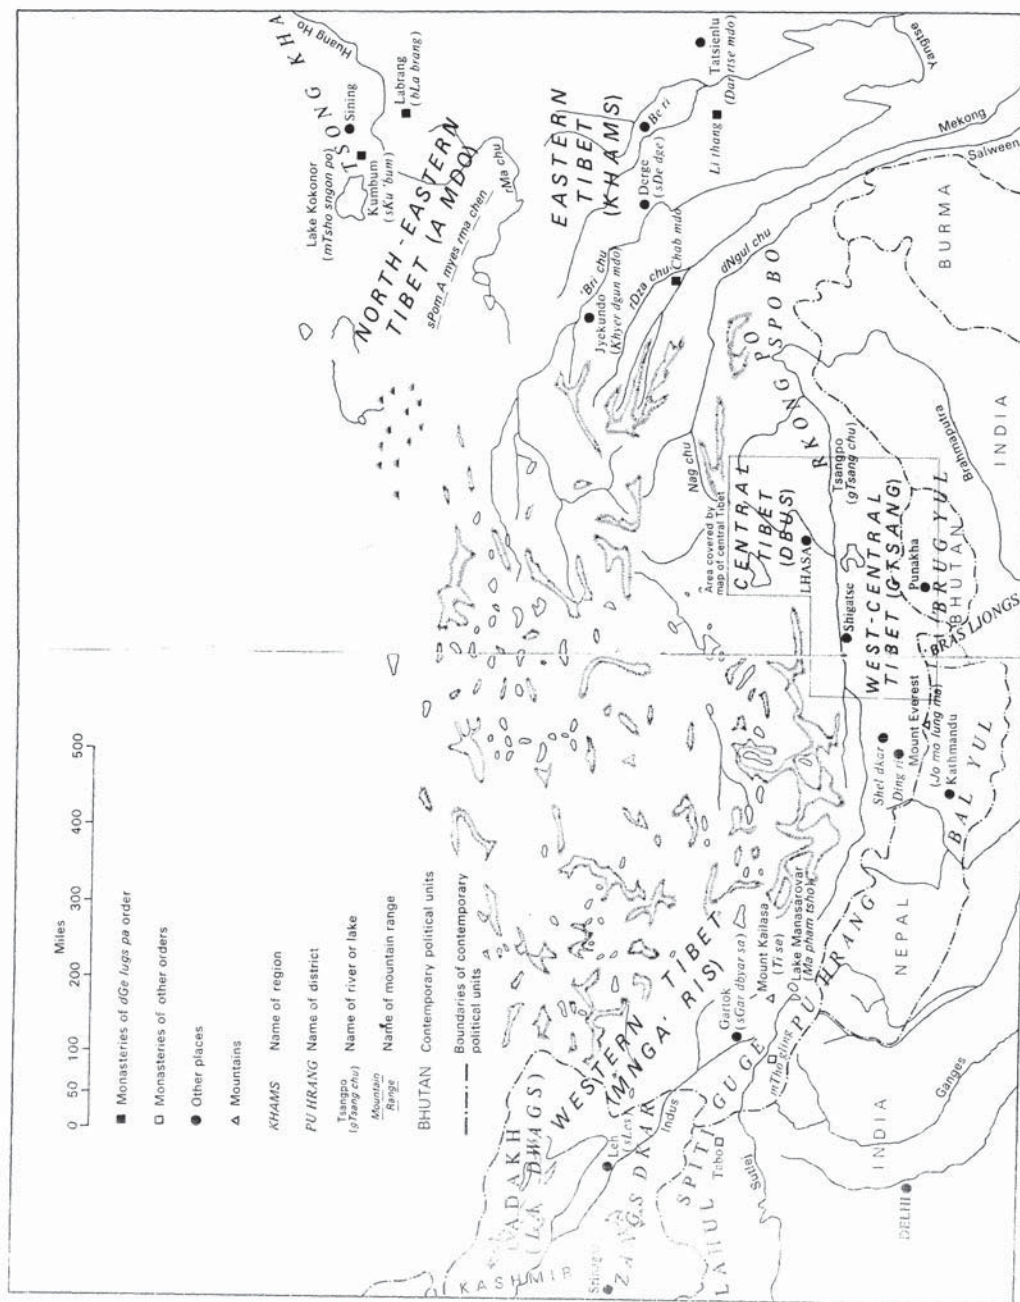 0 50 100 200 300 400 500
Miles
Monasteries of dGe lugs pa order
Monasteries of other orders
Other places
Mountains
KHAMS Name of region
PU HRANG Name of district
Tsangpo
(gTsang chu)
Name of river or lake
Mountain
Range
Name of mountain range
BHUTAN Contemporary political units
Boundaries of contemporary
political units
TSONG KHA
Huang Ho
Lake Kokonor
(mTsho sngon po)
Sining
Kumbum
(sKu 'bum)
Labrang
(bLa brang)
NORTH-EASTERN
TIBET (A MDO)
sPom A myes rma chen
rMa chu
EASTERN
TIBET
(KHAMS)
Tatsienlu
(Dar rtse mdo)
Be ri
Li thang
Derge
(sDe dge)
Yangtse
Mekong
Salween
'Bri chu
Jyekundo
(Khyer dgun mdo)
rDza chu
Chab mdo
dNgul chu
Nag chu
SPO BO
RKONG PO
BURMA
INDIA
Brahmaputra
Area covered by
map of central Tibet
CENTRAL
TIBET
(DBUS)
LHASA
Tsangpo
(gTsang chu)
Shigatse
WEST-CENTRAL
TIBET (GTSANG)
Punakha
'BRUG YUL
BHUTAN
BRAS LJONGS
Shel dkar
Ding ri
Mount Everest
(Jo mo lung ma)
Kathmandu
BAL YUL
NEPAL
WESTERN TIBET
(MNGA' RIS)
Gartok
(sGar dbyar sa)
Mount Kailasa
(Ti se)
Lake Manasarovar
(Ma pham tsho)
PU HRANG
GUGE
mTho gling
LADAKH
(LA DWAGS)
Leh
(sLes)
Indus
ZANGS DKAR
KASHMIR
LAHUL
SPITI
Tabo
Sutlej
INDIA
Ganges
DELHI